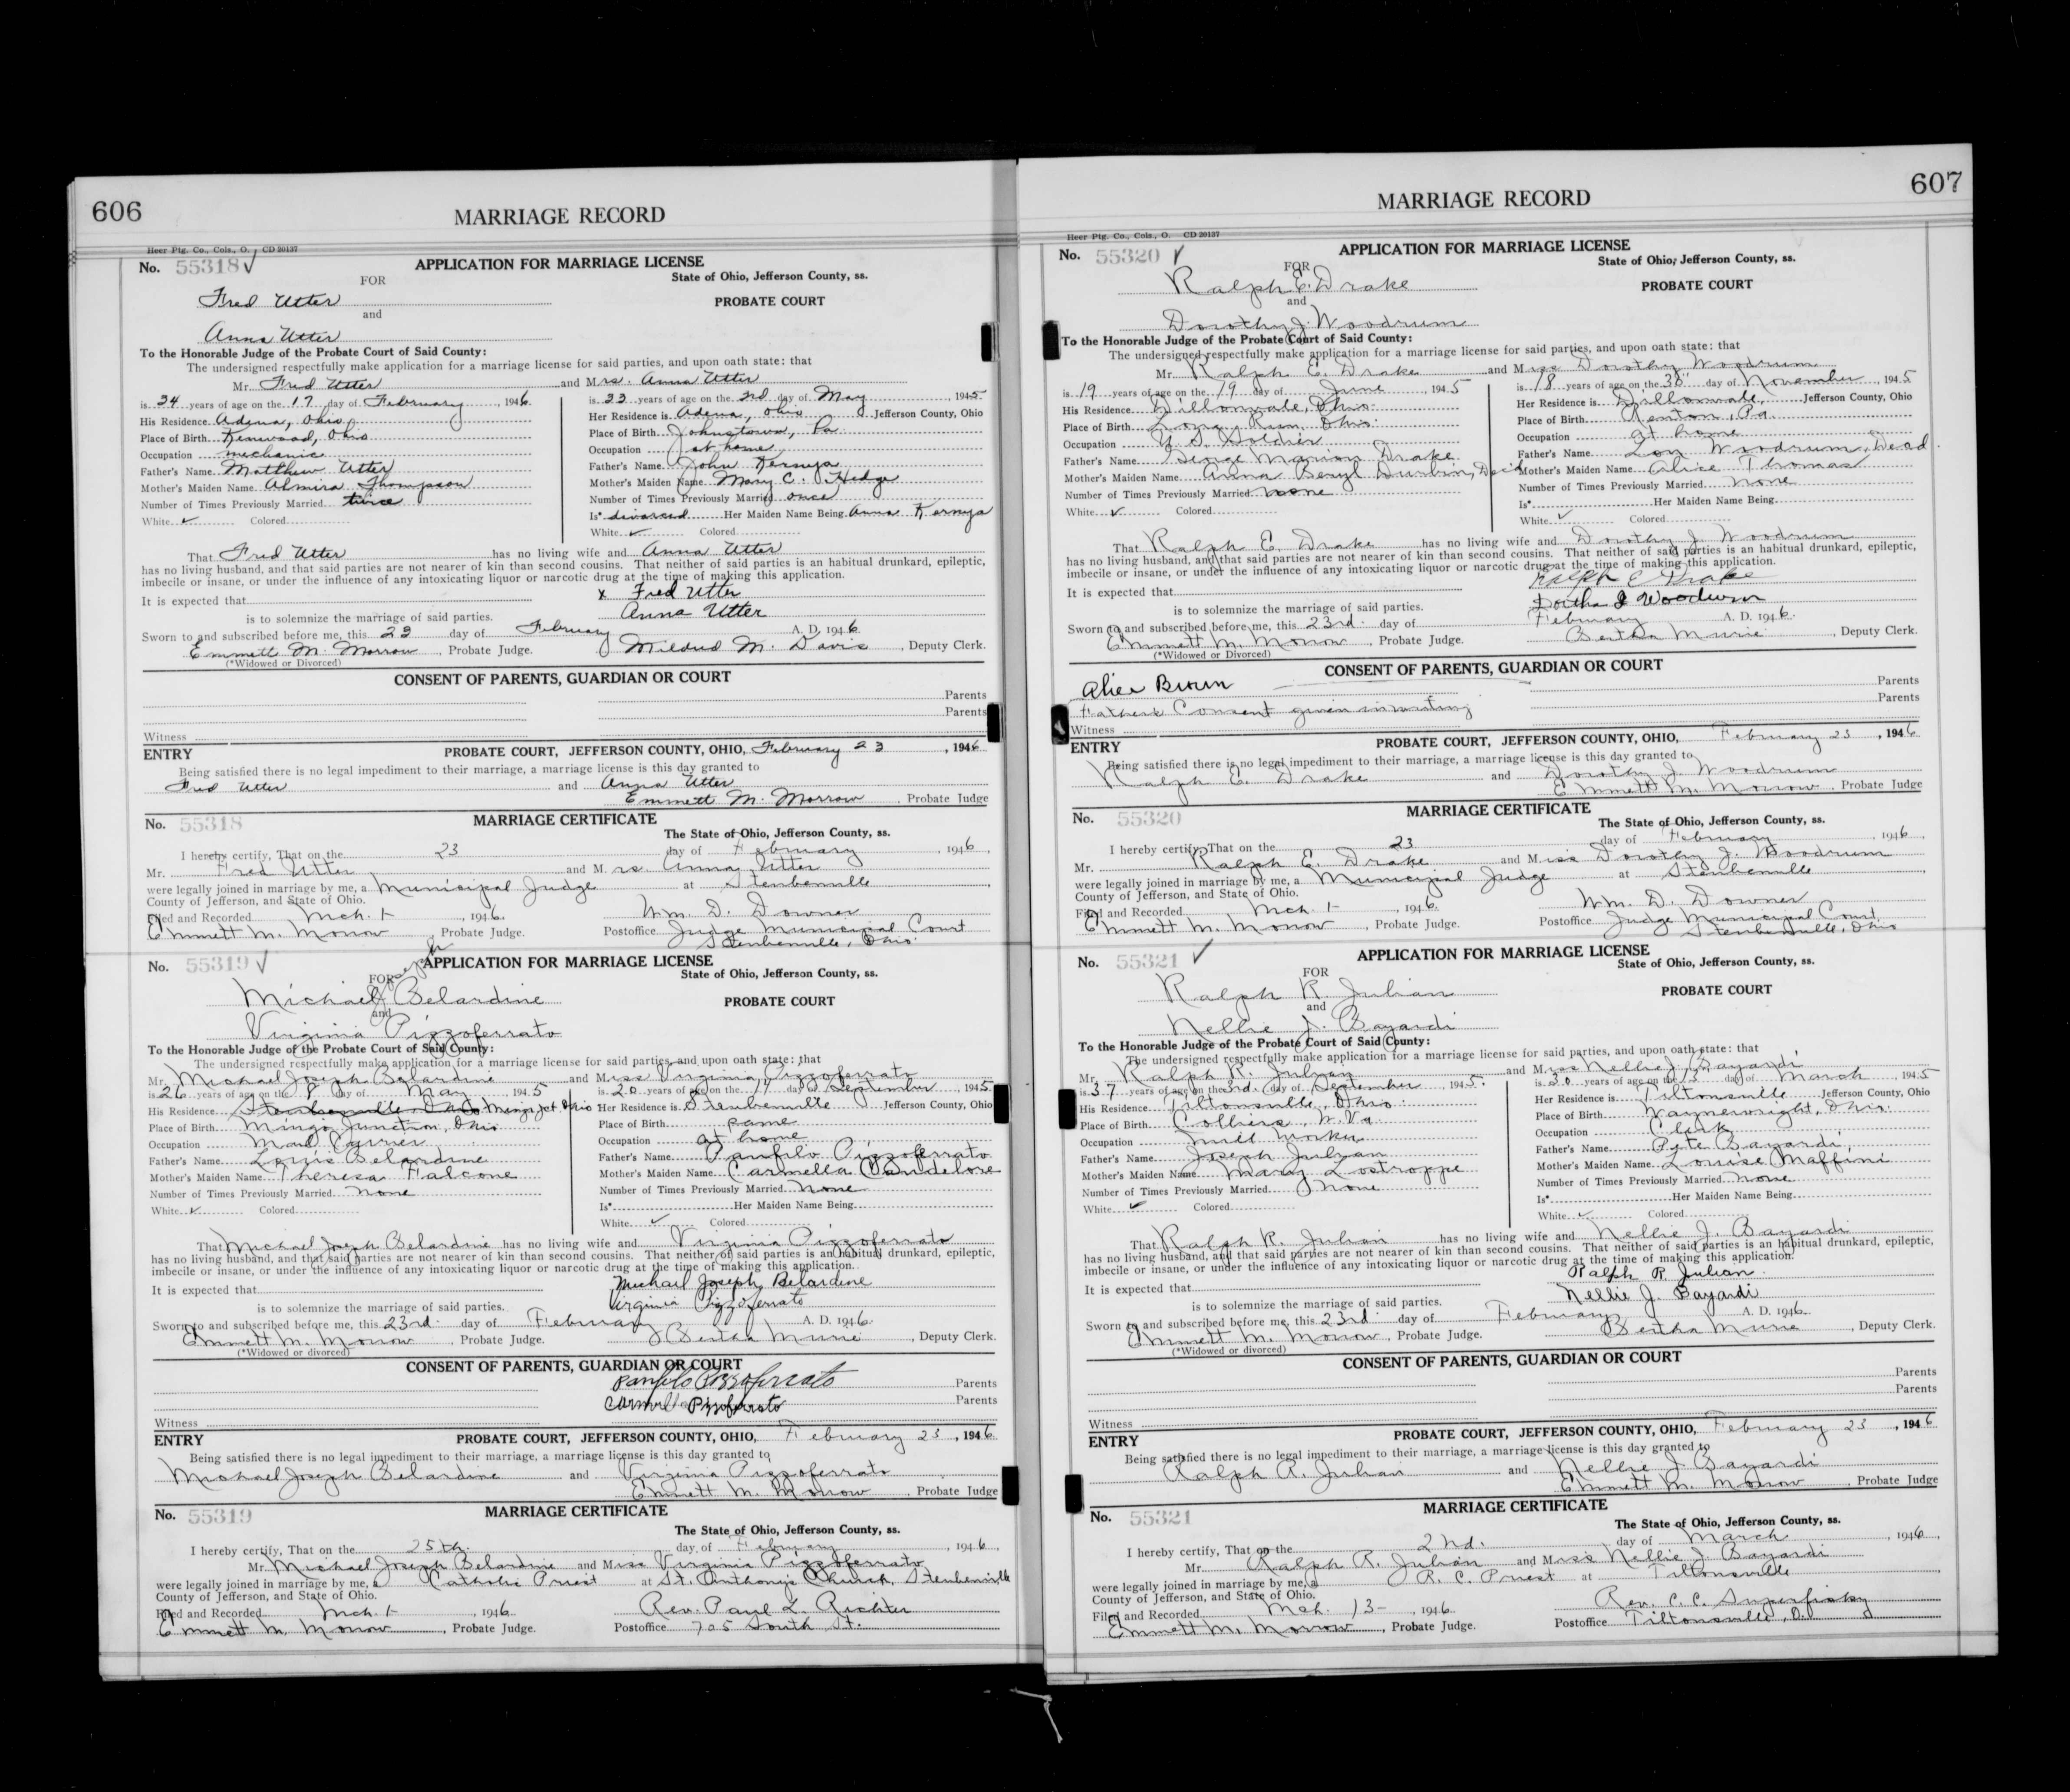 606
MARRIAGE RECORD
Heer Ptg. Co., Cols., O. CD 20137
No. 55318 ✓ APPLICATION FOR MARRIAGE LICENSE
FOR State of Ohio, Jefferson County, ss.
Fred Utter PROBATE COURT
and
Anna Utter
To the Honorable Judge of the Probate Court of Said County:
The undersigned respectfully make application for a marriage license for said parties, and upon oath state: that
Mr. Fred Utter and Mrs. Anna Utter
is 34 years of age on the 17 day of February, 1946
His Residence Adena, Ohio
Place of Birth Kenwood, Ohio
Occupation mechanic
Father's Name Matthew Utter
Mother's Maiden Name Almira Thompson
Number of Times Previously Married twice
White ✓ Colored
is 33 years of age on the 3rd day of May, 1945
Her Residence is Adena, Ohio Jefferson County, Ohio
Place of Birth Johnstown, Pa
Occupation at home
Father's Name John Kernya
Mother's Maiden Name Mary C. Hedge
Number of Times Previously Married once
Is* divorced Her Maiden Name Being Anna Kernya
White ✓ Colored
That Fred Utter has no living wife and Anna Utter
has no living husband, and that said parties are not nearer of kin than second cousins. That neither of said parties is an habitual drunkard, epileptic,
imbecile or insane, or under the influence of any intoxicating liquor or narcotic drug at the time of making this application.
It is expected that x Fred Utter
is to solemnize the marriage of said parties. Anna Utter
Sworn to and subscribed before me, this 23 day of February A. D. 1946.
Emmett M. Morrow, Probate Judge. Mildred M. Davis, Deputy Clerk.
(*Widowed or Divorced)
CONSENT OF PARENTS, GUARDIAN OR COURT
Parents
Parents
Witness
ENTRY PROBATE COURT, JEFFERSON COUNTY, OHIO, February 23, 1946
Being satisfied there is no legal impediment to their marriage, a marriage license is this day granted to
Fred Utter and Anna Utter
Emmett M. Morrow, Probate Judge
No. 55318 MARRIAGE CERTIFICATE
The State of Ohio, Jefferson County, ss.
I hereby certify, That on the 23 day of February, 1946,
Mr. Fred Utter and Mrs. Anna Utter
were legally joined in marriage by me, a Municipal Judge at Steubenville
County of Jefferson, and State of Ohio.
Filed and Recorded Mch. 1, 1946. Wm. D. Downer
Emmett M. Morrow, Probate Judge. Postoffice Judge Municipal Court
Steubenville, Ohio
No. 55319 ✓ APPLICATION FOR MARRIAGE LICENSE
FOR State of Ohio, Jefferson County, ss.
Michael Joseph Belardine PROBATE COURT
and
Virginia Pizzoferrato
To the Honorable Judge of the Probate Court of Said County:
The undersigned respectfully make application for a marriage license for said parties, and upon oath state: that
Mr. Michael Joseph Belardine and Miss Virginia Pizzoferrato
is 26 years of age on the 8 day of May, 1945
His Residence Steubenville Ohio Mingo Jct Ohio
Place of Birth Mingo Junction, Ohio
Occupation Mail Carrier
Father's Name Louis Belardine
Mother's Maiden Name Theresa Falcone
Number of Times Previously Married None
White ✓ Colored
is 20 years of age on the 17 day of September 1945
Her Residence is Steubenville Jefferson County, Ohio
Place of Birth same
Occupation at home
Father's Name Panfilo Pizzoferrato
Mother's Maiden Name Carmella Candelore
Number of Times Previously Married None
Is* Her Maiden Name Being
White ✓ Colored
That Michael Joseph Belardine has no living wife and Virginia Pizzoferrato
has no living husband, and that said parties are not nearer of kin than second cousins. That neither of said parties is an habitual drunkard, epileptic,
imbecile or insane, or under the influence of any intoxicating liquor or narcotic drug at the time of making this application.
It is expected that Michael Joseph Belardine
is to solemnize the marriage of said parties. Virginia Pizzoferrato
Sworn to and subscribed before me, this 23rd. day of February A. D. 1946.
Emmett M. Morrow, Probate Judge. Bertha Murie, Deputy Clerk.
(*Widowed or divorced)
CONSENT OF PARENTS, GUARDIAN OR COURT
Panfilo Pizzoferrato Parents
Carmella Pizzoferrato Parents
Witness
ENTRY PROBATE COURT, JEFFERSON COUNTY, OHIO, February 23, 1946
Being satisfied there is no legal impediment to their marriage, a marriage license is this day granted to
Michael Joseph Belardine and Virginia Pizzoferrato
Emmett M. Morrow, Probate Judge
No. 55319 MARRIAGE CERTIFICATE
The State of Ohio, Jefferson County, ss.
I hereby certify, That on the 25th day of February, 1946,
Mr. Michael Joseph Belardine and Miss Virginia Pizzoferrato
were legally joined in marriage by me, a Catholic Priest at St. Anthony's Church, Steubenville
County of Jefferson, and State of Ohio.
Filed and Recorded Mch. 1, 1946. Rev. Paul L. Richter
Emmett M. Morrow, Probate Judge. Postoffice 705 South St.
607
MARRIAGE RECORD
Heer Ptg. Co., Cols., O. CD 20137
No. 55320 ✓ APPLICATION FOR MARRIAGE LICENSE
FOR State of Ohio, Jefferson County, ss.
Ralph E. Drake PROBATE COURT
and
Dorothy J. Woodrum
To the Honorable Judge of the Probate Court of Said County:
The undersigned respectfully make application for a marriage license for said parties, and upon oath state: that
Mr. Ralph E. Drake and Miss Dorothy Woodrum
is 19 years of age on the 19 day of June, 1945
His Residence Dillonvale, Ohio.
Place of Birth Long Run, Ohio.
Occupation U. S. Soldier
Father's Name George Marion Drake
Mother's Maiden Name Anna Beryl Durbin, Dec'd
Number of Times Previously Married none
White ✓ Colored
is 18 years of age on the 30 day of November, 1945
Her Residence is Dillonvale, Jefferson County, Ohio
Place of Birth Renton, Pa
Occupation at home
Father's Name Lon Woodrum, Dead
Mother's Maiden Name Alice Thomas
Number of Times Previously Married None
Is* Her Maiden Name Being
White ✓ Colored
That Ralph E. Drake has no living wife and Dorothy J. Woodrum
has no living husband, and that said parties are not nearer of kin than second cousins. That neither of said parties is an habitual drunkard, epileptic,
imbecile or insane, or under the influence of any intoxicating liquor or narcotic drug at the time of making this application.
It is expected that Ralph E Drake
is to solemnize the marriage of said parties. J Woodrum
Sworn to and subscribed before me, this 23rd. day of February A. D. 1946.
Emmett M. Morrow, Probate Judge. Bertha Murie, Deputy Clerk.
(*Widowed or Divorced)
CONSENT OF PARENTS, GUARDIAN OR COURT
Alice Parents
Father's Consent given in writing Parents
Witness
ENTRY PROBATE COURT, JEFFERSON COUNTY, OHIO, February 23, 1946
Being satisfied there is no legal impediment to their marriage, a marriage license is this day granted to
Ralph E. Drake and Dorothy J. Woodrum
Emmett M. Morrow, Probate Judge
No. 55320 MARRIAGE CERTIFICATE
The State of Ohio, Jefferson County, ss.
I hereby certify, That on the 23 day of February, 1946,
Mr. Ralph E. Drake and Miss Dorothy J. Woodrum
were legally joined in marriage by me, a Municipal Judge at Steubenville
County of Jefferson, and State of Ohio.
Filed and Recorded Mch. 1, 1946. Wm. D. Downer
Emmett M. Morrow, Probate Judge. Postoffice Judge Municipal Court
Steubenville, Ohio
No. 55321 ✓ APPLICATION FOR MARRIAGE LICENSE
FOR State of Ohio, Jefferson County, ss.
Ralph R. Julian PROBATE COURT
and
Nellie J. Bayardi
To the Honorable Judge of the Probate Court of Said County:
The undersigned respectfully make application for a marriage license for said parties, and upon oath state: that
Mr. Ralph R. Julian and Miss Nellie J. Bayardi
is 37 years of age on the 3rd. day of September, 1945.
His Residence Tiltonsville, Ohio.
Place of Birth Colliers, W. Va.
Occupation mill worker
Father's Name Joseph Julian
Mother's Maiden Name Mary Lostroppe
Number of Times Previously Married None
White ✓ Colored
is 30 years of age on the 15 day of March, 1945
Her Residence is Tiltonsville Jefferson County, Ohio
Place of Birth Waynewright, Ohio.
Occupation Clerk
Father's Name Pete Bayardi
Mother's Maiden Name Louise Maffini
Number of Times Previously Married None
Is* Her Maiden Name Being
White ✓ Colored
That Ralph R. Julian has no living wife and Nellie J. Bayardi
has no living husband, and that said parties are not nearer of kin than second cousins. That neither of said parties is an habitual drunkard, epileptic,
imbecile or insane, or under the influence of any intoxicating liquor or narcotic drug at the time of making this application.
It is expected that Ralph R. Julian
is to solemnize the marriage of said parties. Nellie J. Bayardi
Sworn to and subscribed before me, this 23rd. day of February A. D. 1946.
Emmett M. Morrow, Probate Judge. Bertha Murie, Deputy Clerk.
(*Widowed or divorced)
CONSENT OF PARENTS, GUARDIAN OR COURT
Parents
Parents
Witness
ENTRY PROBATE COURT, JEFFERSON COUNTY, OHIO, February 23, 1946
Being satisfied there is no legal impediment to their marriage, a marriage license is this day granted to
Ralph R. Julian and Nellie J. Bayardi
Emmett M. Morrow, Probate Judge
No. 55321 MARRIAGE CERTIFICATE
The State of Ohio, Jefferson County, ss.
I hereby certify, That on the 2nd. day of March, 1946,
Mr. Ralph R. Julian and Miss Nellie J. Bayardi
were legally joined in marriage by me, a R. C. Priest at Tiltonsville
County of Jefferson, and State of Ohio.
Filed and Recorded Mch. 13, 1946. Rev. C. C.
Emmett M. Morrow, Probate Judge. Postoffice Tiltonsville, O.